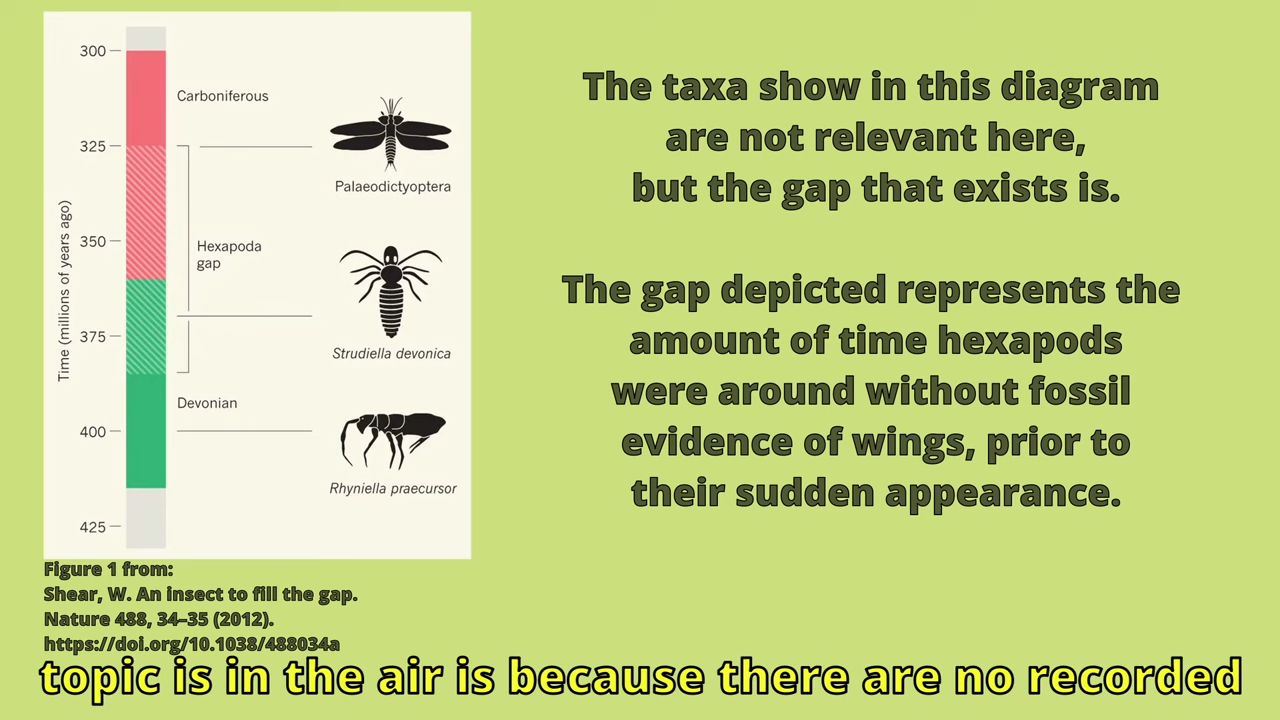 300
Carboniferous
325
Palaeodictyoptera
Time (millions of years ago)
350
Hexapoda
gap
375
Strudiella devonica
Devonian
400
Rhyniella praecursor
425
Figure 1 from:
Shear, W. An insect to fill the gap.
Nature 488, 34–35 (2012).
https://doi.org/10.1038/488034a
The taxa show in this diagram
are not relevant here,
but the gap that exists is.
The gap depicted represents the
amount of time hexapods
were around without fossil
evidence of wings, prior to
their sudden appearance.
topic is in the air is because there are no recorded